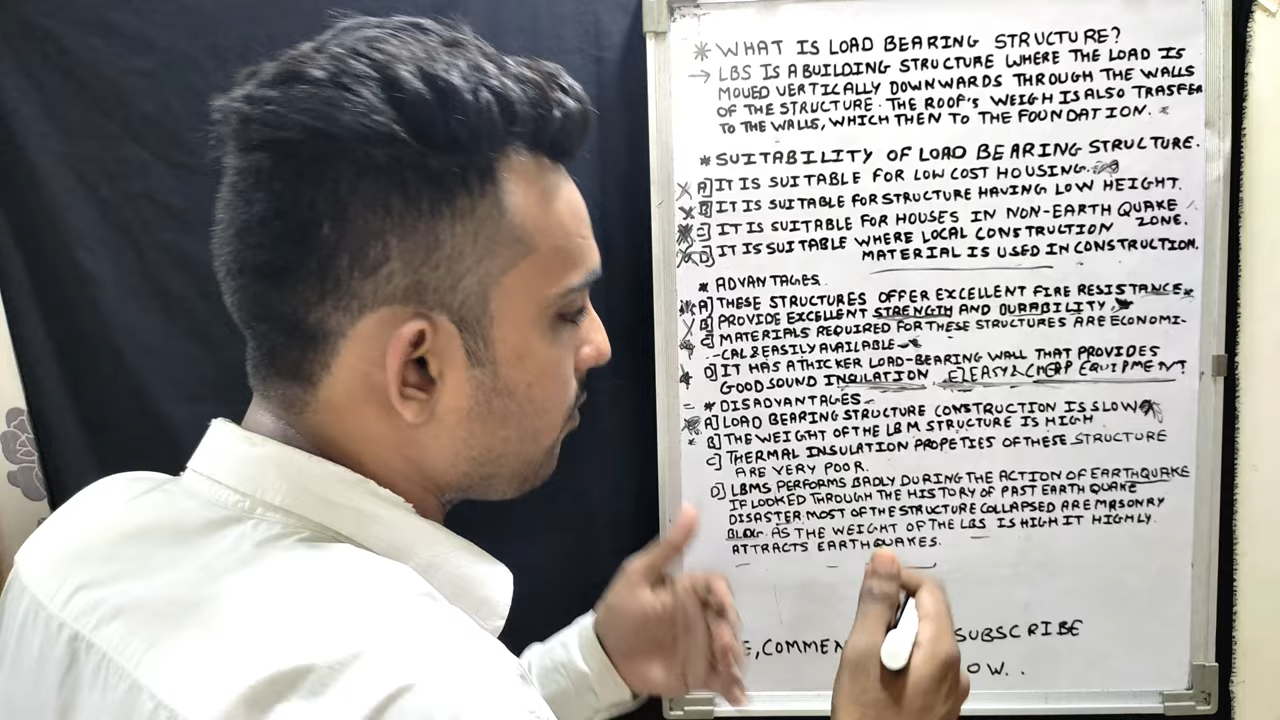 * WHAT IS LOAD BEARING STRUCTURE?
→ LBS IS A BUILDING STRUCTURE WHERE THE LOAD IS
MOVED VERTICALLY DOWNWARDS THROUGH THE WALLS
OF THE STRUCTURE. THE ROOF'S WEIGH IS ALSO TRASFER
TO THE WALLS, WHICH THEN TO THE FOUNDATION.
* SUITABILITY OF LOAD BEARING STRUCTURE.
A] IT IS SUITABLE FOR LOW COST HOUSING.
B] IT IS SUITABLE FOR STRUCTURE HAVING LOW HEIGHT.
C] IT IS SUITABLE FOR HOUSES IN NON-EARTH QUAKE
ZONE.
D] IT IS SUITABLE WHERE LOCAL CONSTRUCTION
MATERIAL IS USED IN CONSTRUCTION.
* ADVANTAGES.
A] THESE STRUCTURES OFFER EXCELLENT FIRE RESISTANCE
B] PROVIDE EXCELLENT STRENGTH AND DURABILITY
C] MATERIALS REQUIRED FOR THESE STRUCTURES ARE ECONOMI-
-CAL & EASILY AVAILABLE
D] IT HAS A THICKER LOAD-BEARING WALL THAT PROVIDES
GOOD SOUND INSULATION E] EASY & CHEAP EQUIPMENT
* DISADVANTAGES
A] LOAD BEARING STRUCTURE CONSTRUCTION IS SLOW
B] THE WEIGHT OF THE LBM STRUCTURE IS HIGH
C] THERMAL INSULATION PROPETIES OF THESE STRUCTURE
ARE VERY POOR.
D] LBMS PERFORMS BADLY DURING THE ACTION OF EARTHQUAKE
IF LOOKED THROUGH THE HISTORY OF PAST EARTH QUAKE
DISASTER MOST OF THE STRUCTURE COLLAPSED ARE MASONRY
BLDG. AS THE WEIGHT OF THE LBS IS HIGH IT HIGHLY
ATTRACTS EARTHQUAKES.
SUBSCRIBE